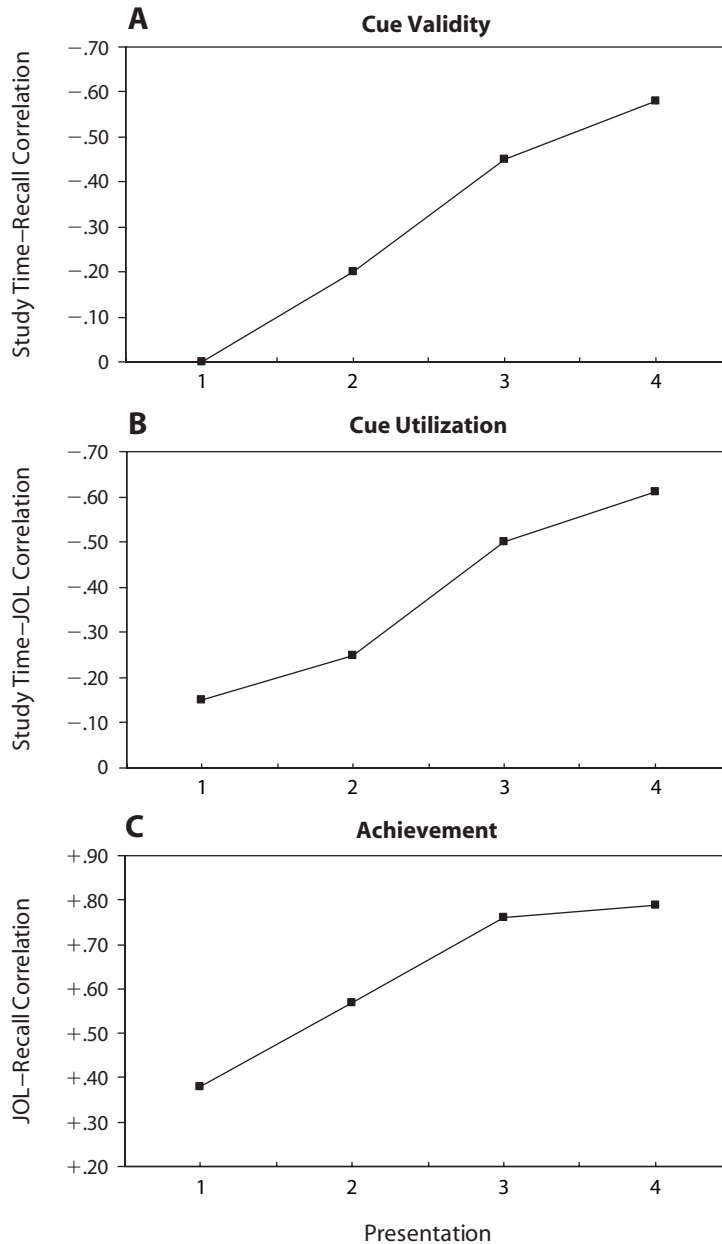 A
Cue Validity
Study Time–Recall Correlation
−.70
−.60
−.50
−.40
−.30
−.20
−.10
0
1 2 3 4
B
Cue Utilization
Study Time–JOL Correlation
−.70
−.60
−.50
−.40
−.30
−.20
−.10
0
1 2 3 4
C
Achievement
JOL–Recall Correlation
+.90
+.80
+.70
+.60
+.50
+.40
+.30
+.20
1 2 3 4
Presentation